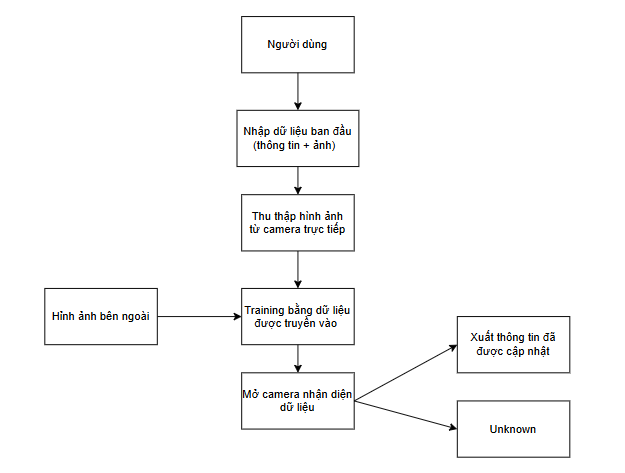 Người dùng
Nhập dữ liệu ban đầu
(thông tin + ảnh)
Thu thập hình ảnh
từ camera trực tiếp
Hình ảnh bên ngoài
Training bằng dữ liệu
được truyền vào
Xuất thông tin đã
được cập nhật
Mở camera nhận diện
dữ liệu
Unknown